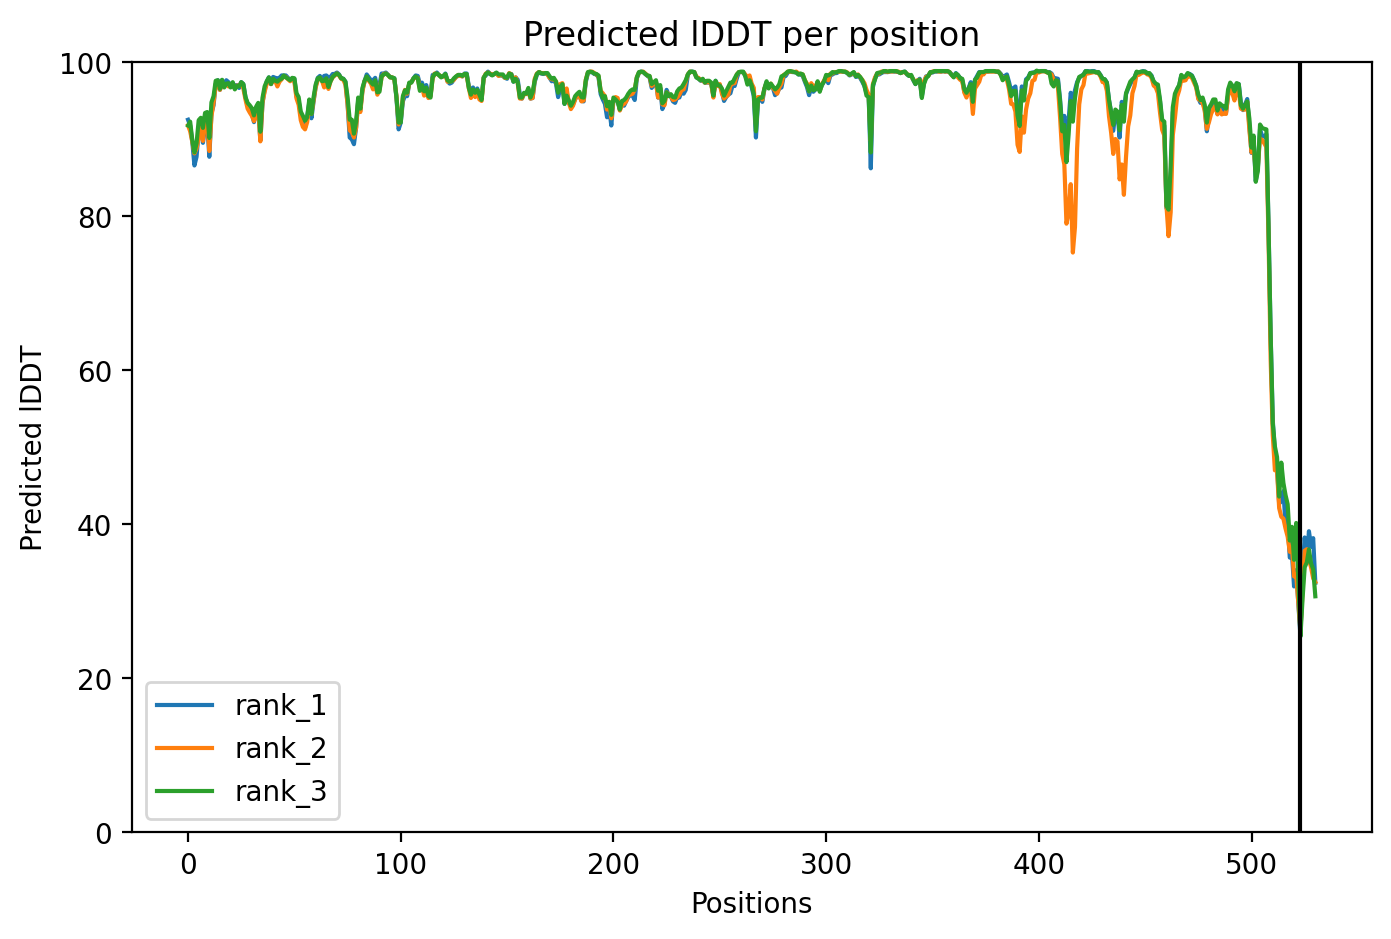 Predicted lDDT per position
100
80
60
40
20
0
Predicted lDDT
rank_1
rank_2
rank_3
0 100 200 300 400 500
Positions